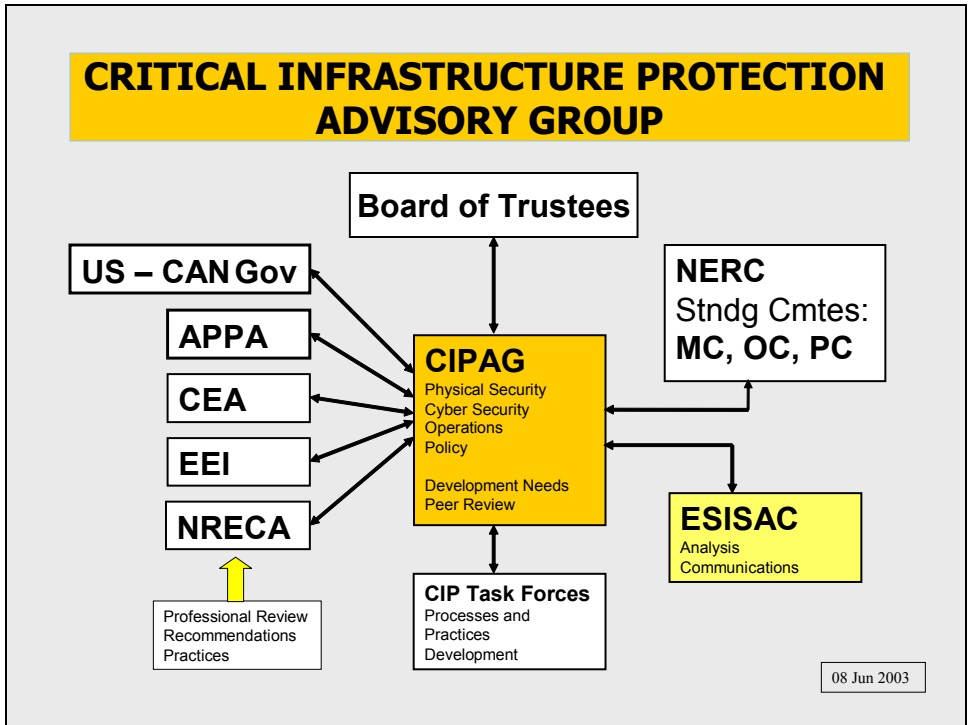 CRITICAL INFRASTRUCTURE PROTECTION
ADVISORY GROUP
Board of Trustees
US – CAN Gov
APPA
CEA
EEI
NRECA
Professional Review
Recommendations
Practices
CIPAG
Physical Security
Cyber Security
Operations
Policy
Development Needs
Peer Review
CIP Task Forces
Processes and
Practices
Development
NERC
Stndg Cmtes:
MC, OC, PC
ESISAC
Analysis
Communications
08 Jun 2003